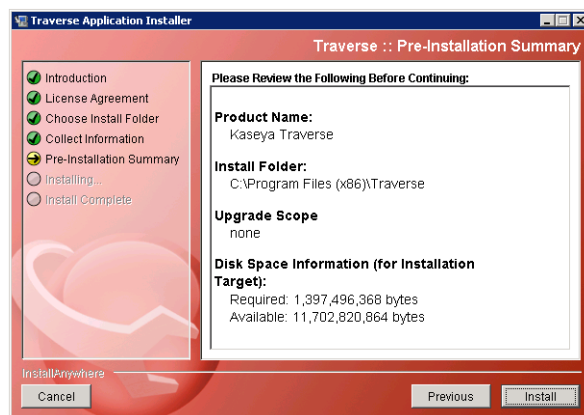 Traverse Application Installer
Traverse :: Pre-Installation Summary
Introduction
License Agreement
Choose Install Folder
Collect Information
Pre-Installation Summary
Installing...
Install Complete
Please Review the Following Before Continuing:
Product Name:
Kaseya Traverse
Install Folder:
C:\Program Files (x86)\Traverse
Upgrade Scope
none
Disk Space Information (for Installation
Target):
Required: 1,397,496,368 bytes
Available: 11,702,820,864 bytes
InstallAnywhere
Cancel
Previous
Install